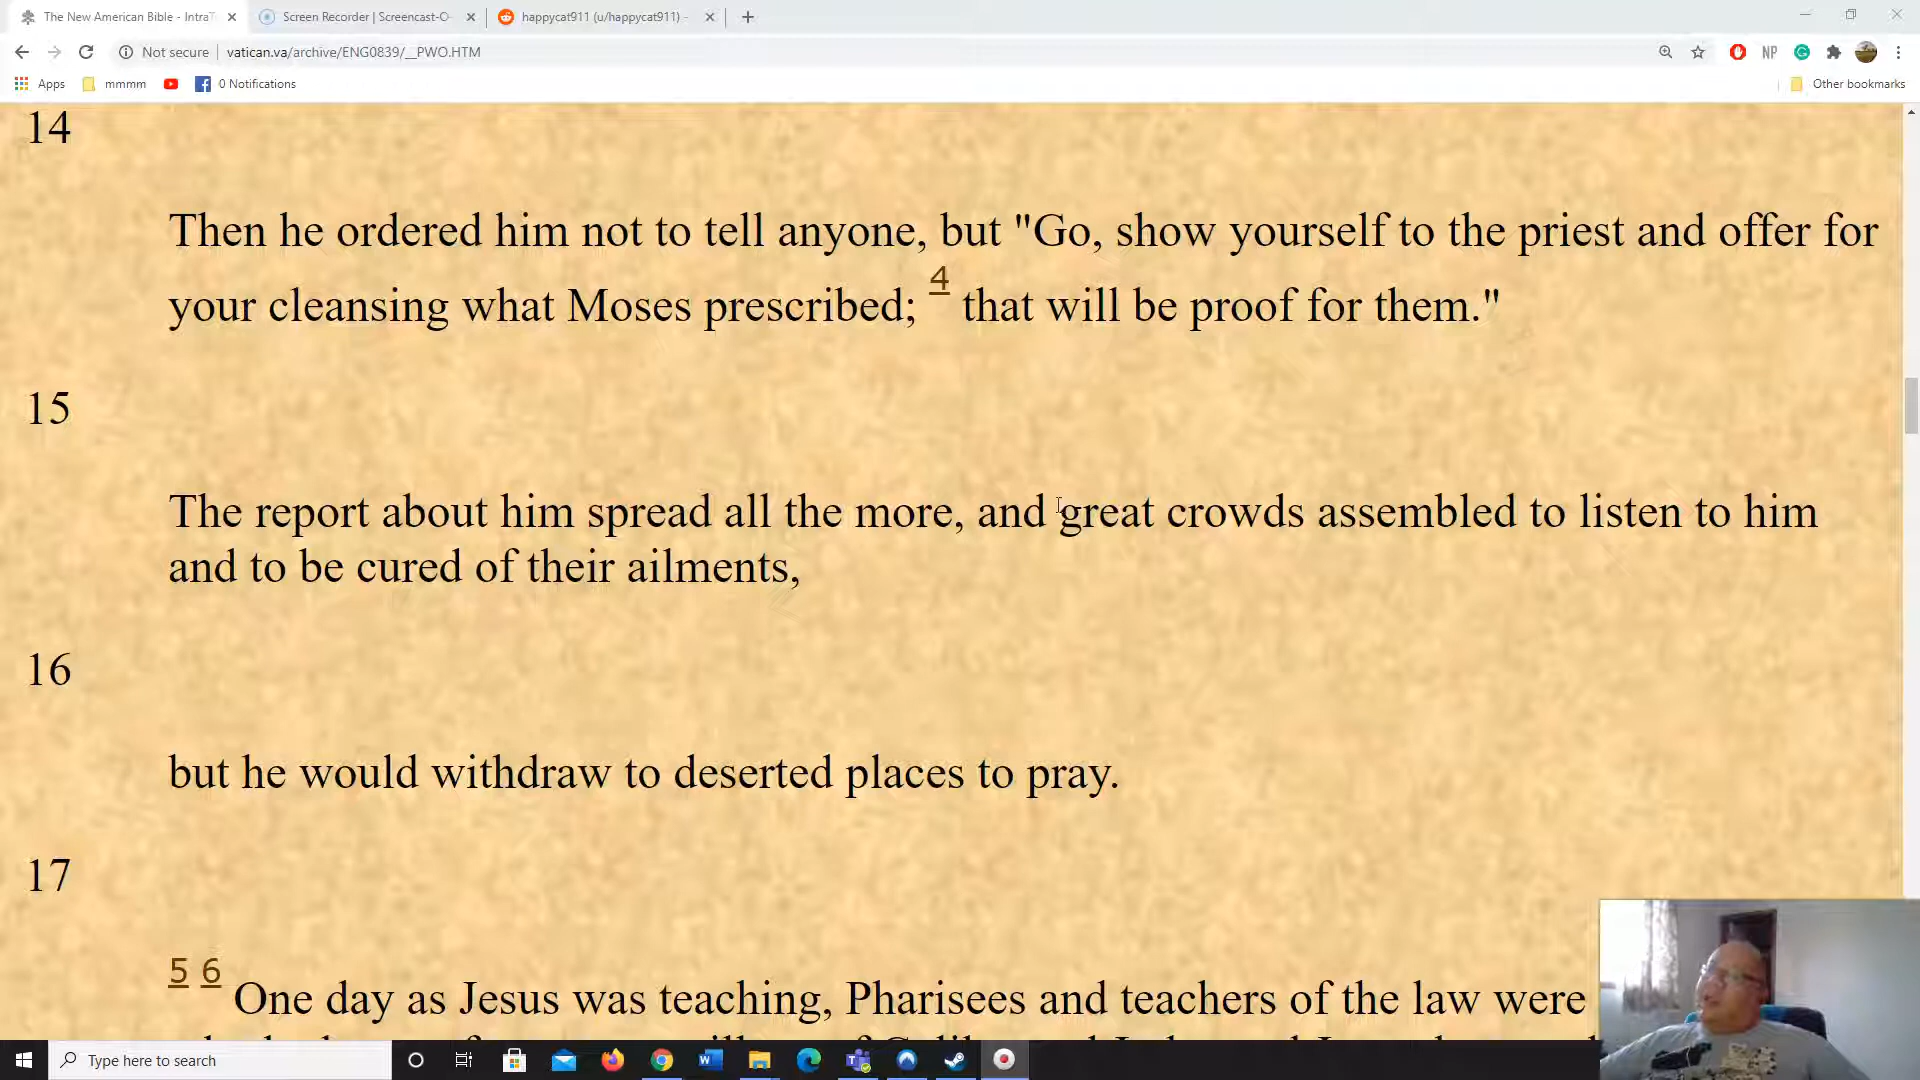 The New American Bible - IntraT
Screen Recorder | Screencast-O
happycat911 (u/happycat911) -
Not secure
vatican.va/archive/ENG0839/__PWO.HTM
NP
Apps
mmmm
0 Notifications
Other bookmarks
14
Then he ordered him not to tell anyone, but "Go, show yourself to the priest and offer for
your cleansing what Moses prescribed; 4 that will be proof for them."
15
The report about him spread all the more, and great crowds assembled to listen to him
and to be cured of their ailments,
16
but he would withdraw to deserted places to pray.
17
5 6 One day as Jesus was teaching, Pharisees and teachers of the law were
Type here to search